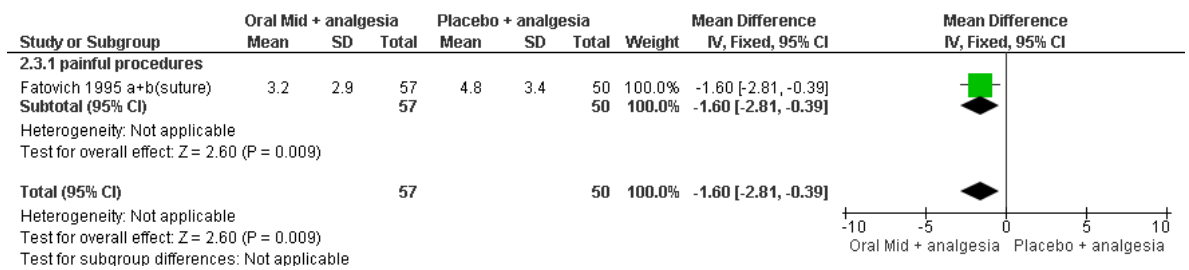 Oral Mid + analgesia Placebo + analgesia Mean Difference Mean Difference
Study or Subgroup Mean SD Total Mean SD Total Weight IV, Fixed, 95% CI IV, Fixed, 95% CI
2.3.1 painful procedures
Fatovich 1995 a+b(suture) 3.2 2.9 57 4.8 3.4 50 100.0% -1.60 [-2.81, -0.39]
Subtotal (95% CI) 57 50 100.0% -1.60 [-2.81, -0.39]
Heterogeneity: Not applicable
Test for overall effect: Z = 2.60 (P = 0.009)
Total (95% CI) 57 50 100.0% -1.60 [-2.81, -0.39]
Heterogeneity: Not applicable
Test for overall effect: Z = 2.60 (P = 0.009)
Test for subgroup differences: Not applicable
-10 -5 0 5 10
Oral Mid + analgesia Placebo + analgesia